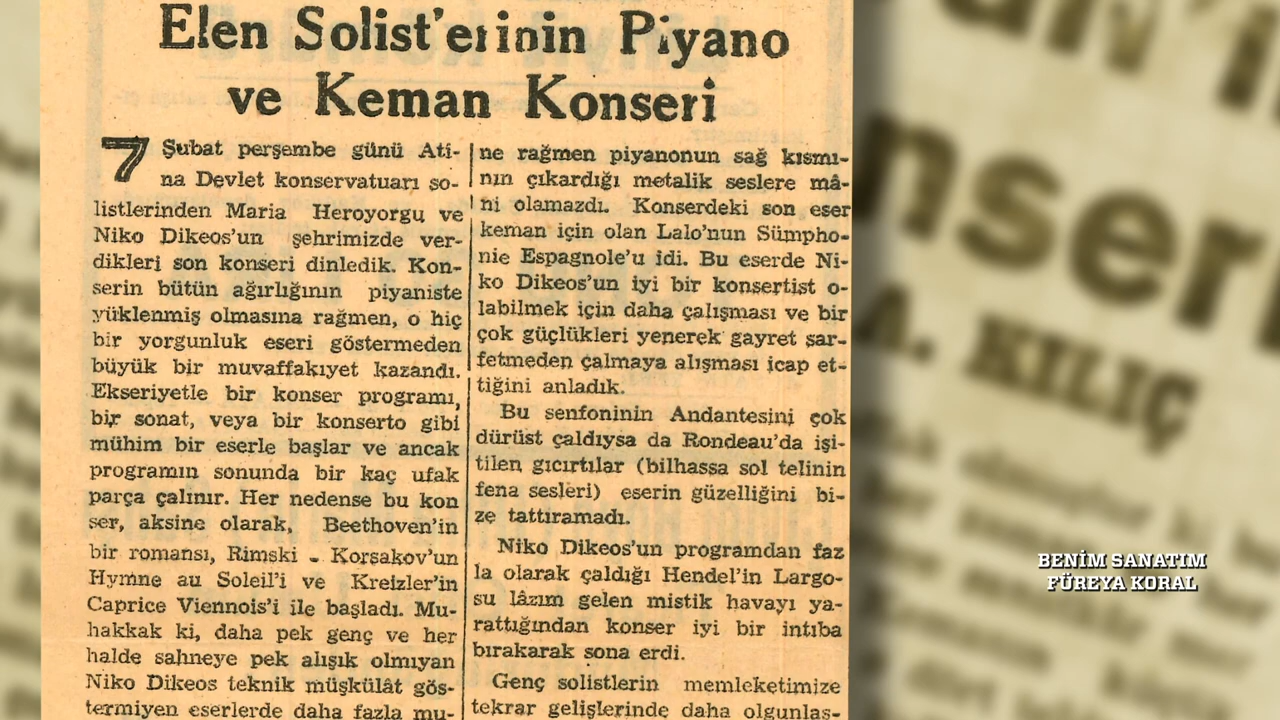 Elen Solist'erinin Piyano
ve Keman Konseri
7 Şubat perşembe günü Ati-
na Devlet konservatuarı so-
listlerinden Maria Heroyorgu ve
Niko Dikeos'un şehrimizde ver-
dikleri son konseri dinledik. Kon-
serin bütün ağırlığının piyaniste
yüklenmiş olmasına rağmen, o hiç
bir yorgunluk eseri göstermeden
büyük bir muvaffakıyet kazandı.
Ekseriyetle bir konser programı,
bir sonat, veya bir konserto gibi
mühim bir eserle başlar ve ancak
programın sonunda bir kaç ufak
parça çalınır. Her nedense bu kon
ser, aksine olarak, Beethoven'in
bir romansı, Rimski - Korsakov'un
Hymne au Soleil'i ve Kreizler'in
Caprice Viennois'i ile başladı. Mu-
hakkak ki, daha pek genç ve her
halde sahneye pek alışık olmıyan
Niko Dikeos teknik müşkülât gös-
termiyen eserlerde daha fazla mu-
ne rağmen piyanonun sağ kısmı-
nın çıkardığı metalik seslere mâ-
ni olamazdı. Konserdeki son eser
keman için olan Lalo'nun Sümpho-
nie Espagnole'u idi. Bu eserde Ni-
ko Dikeos'un iyi bir konsertist o-
labilmek için daha çalışması ve bir
çok güçlükleri yenerek gayret sar-
fetmeden çalmaya alışması icap et-
tiğini anladık.
Bu senfoninin Andantesini çok
dürüst çaldıysa da Rondeau'da işi-
tilen gıcırtılar (bilhassa sol telinin
fena sesleri) eserin güzelliğini bi-
ze tattıramadı.
Niko Dikeos'un programdan faz
la olarak çaldığı Hendel'in Largo-
su lâzım gelen mistik havayı ya-
rattığından konser iyi bir intıba
bırakarak sona erdi.
Genç solistlerin memleketimize
tekrar gelişlerinde daha olgunlaş-
A. KILIÇ
BENİM SANATIM
FÜREYA KORAL